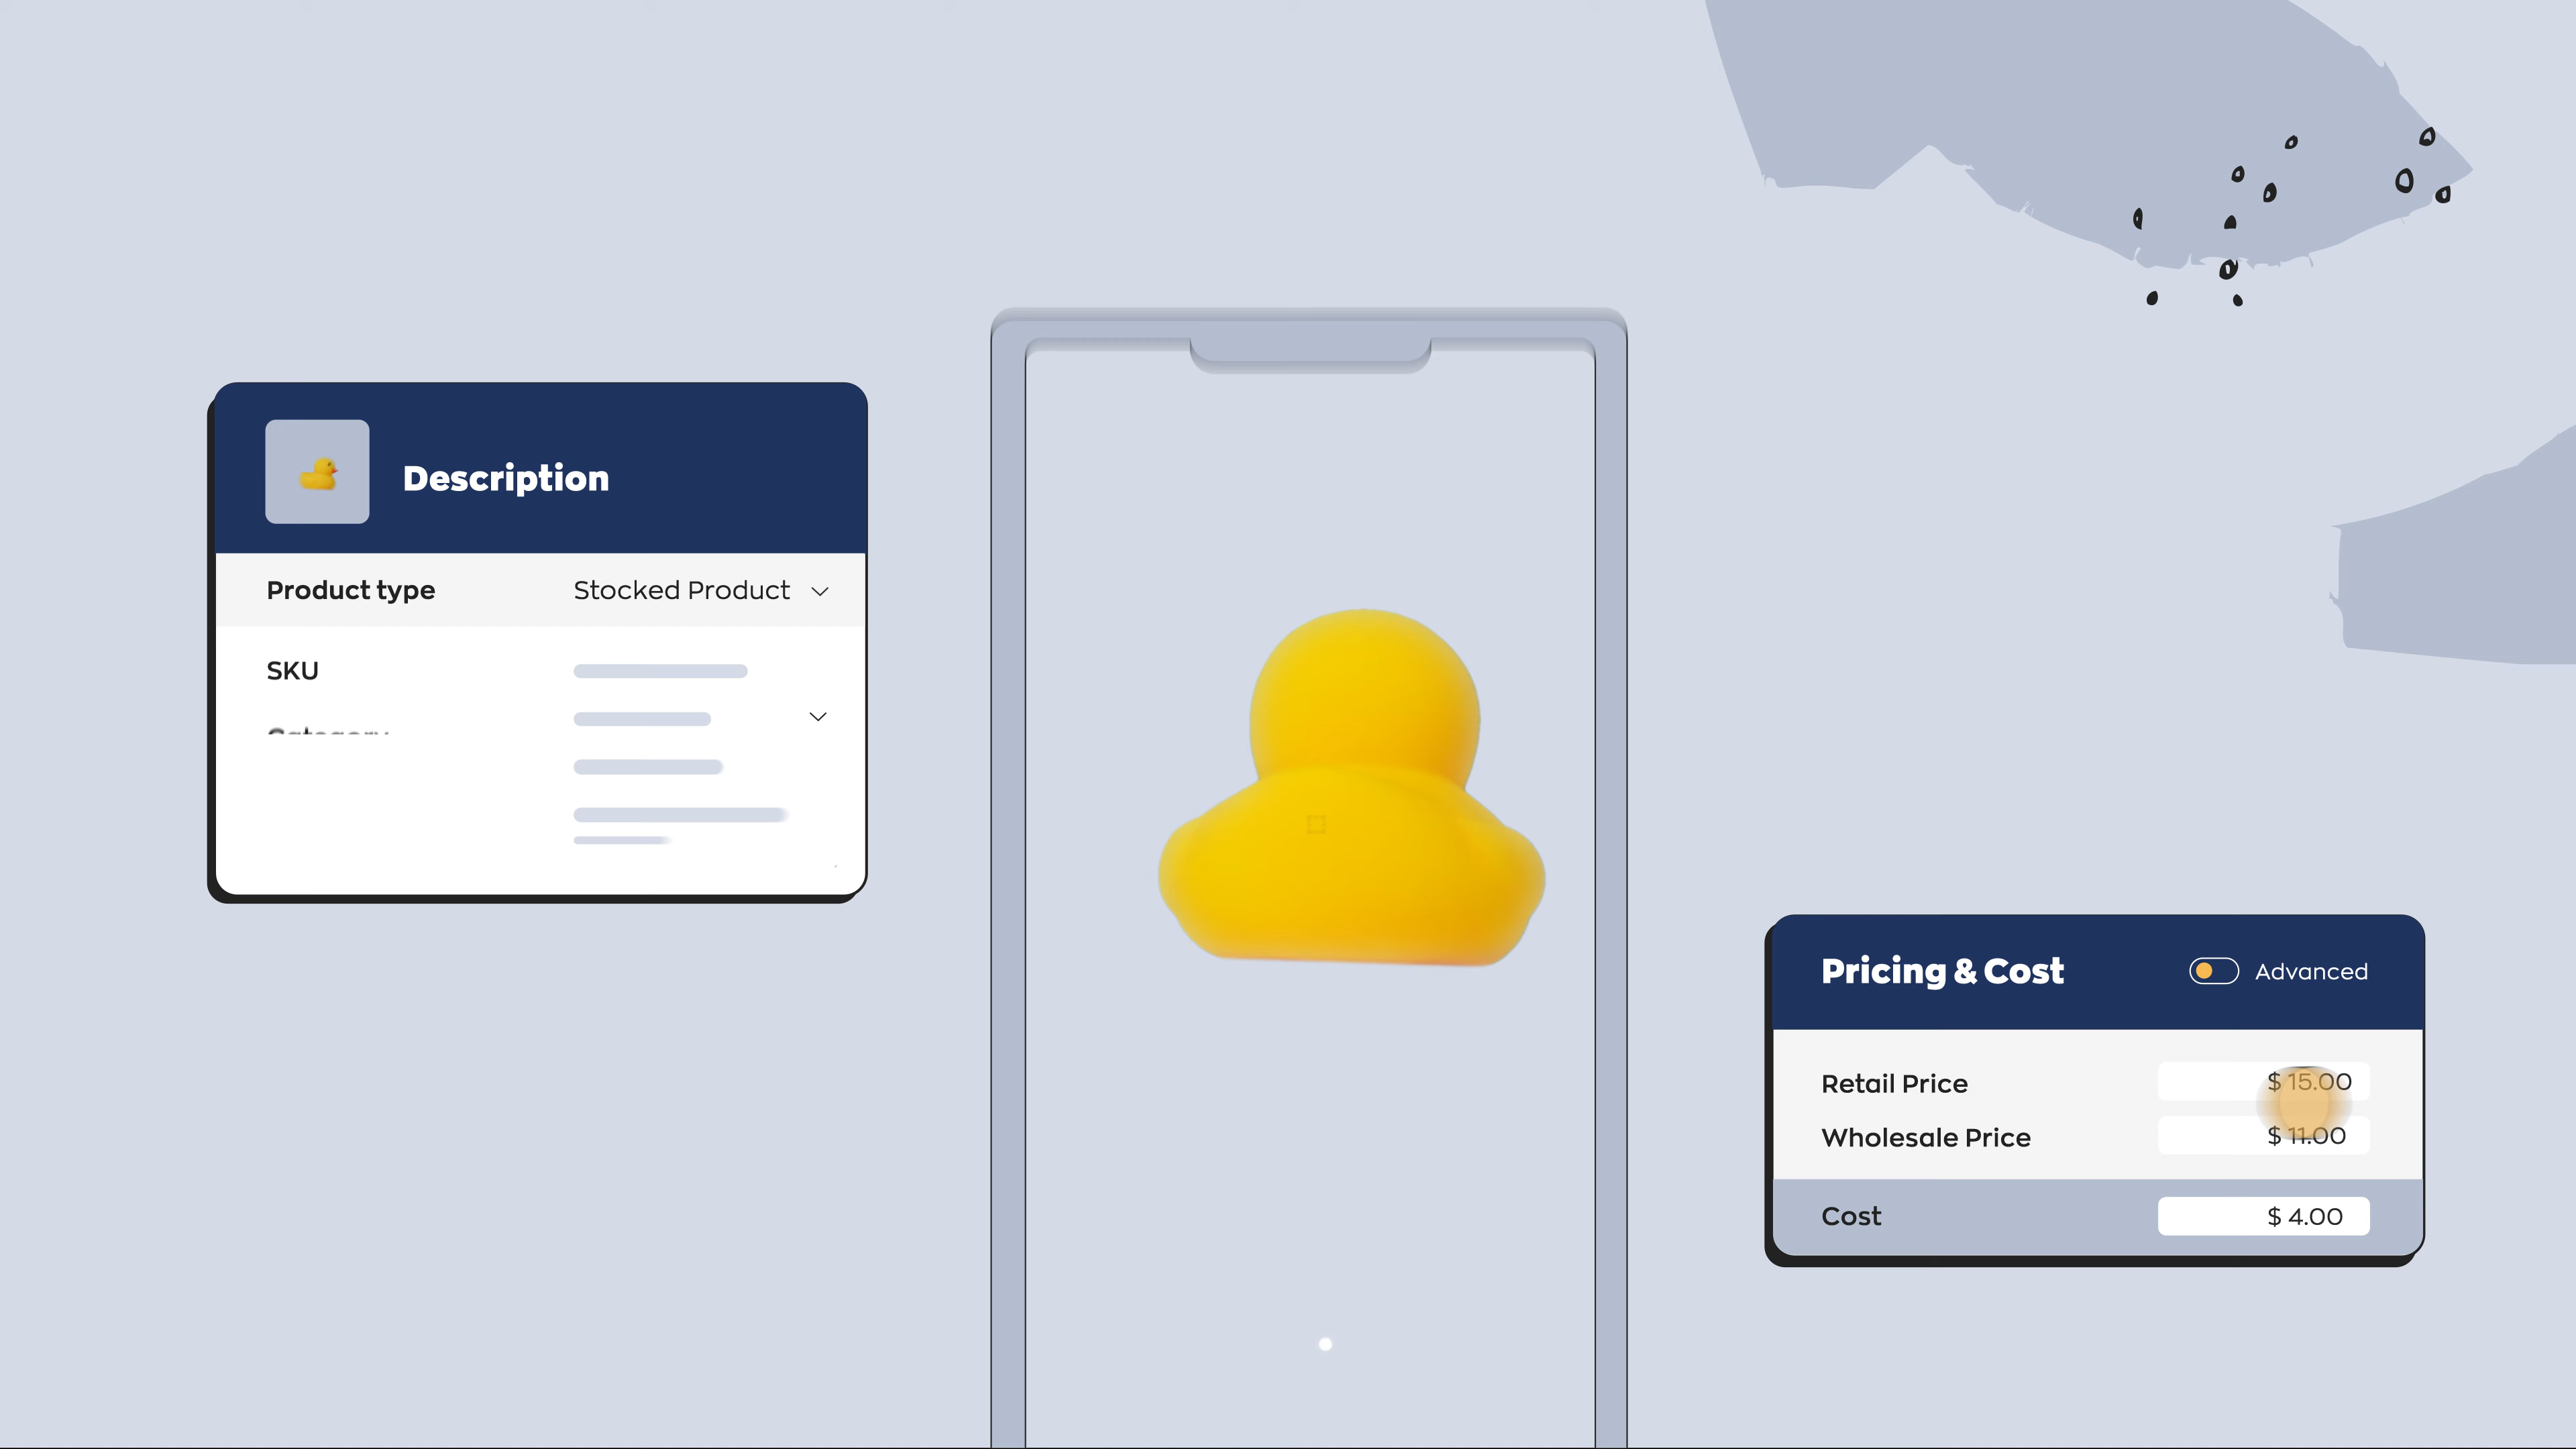 Description
Product type Stocked Product
SKU
Category
Pricing & Cost Advanced
Retail Price $ 15.00
Wholesale Price $ 11.00
Cost $ 4.00